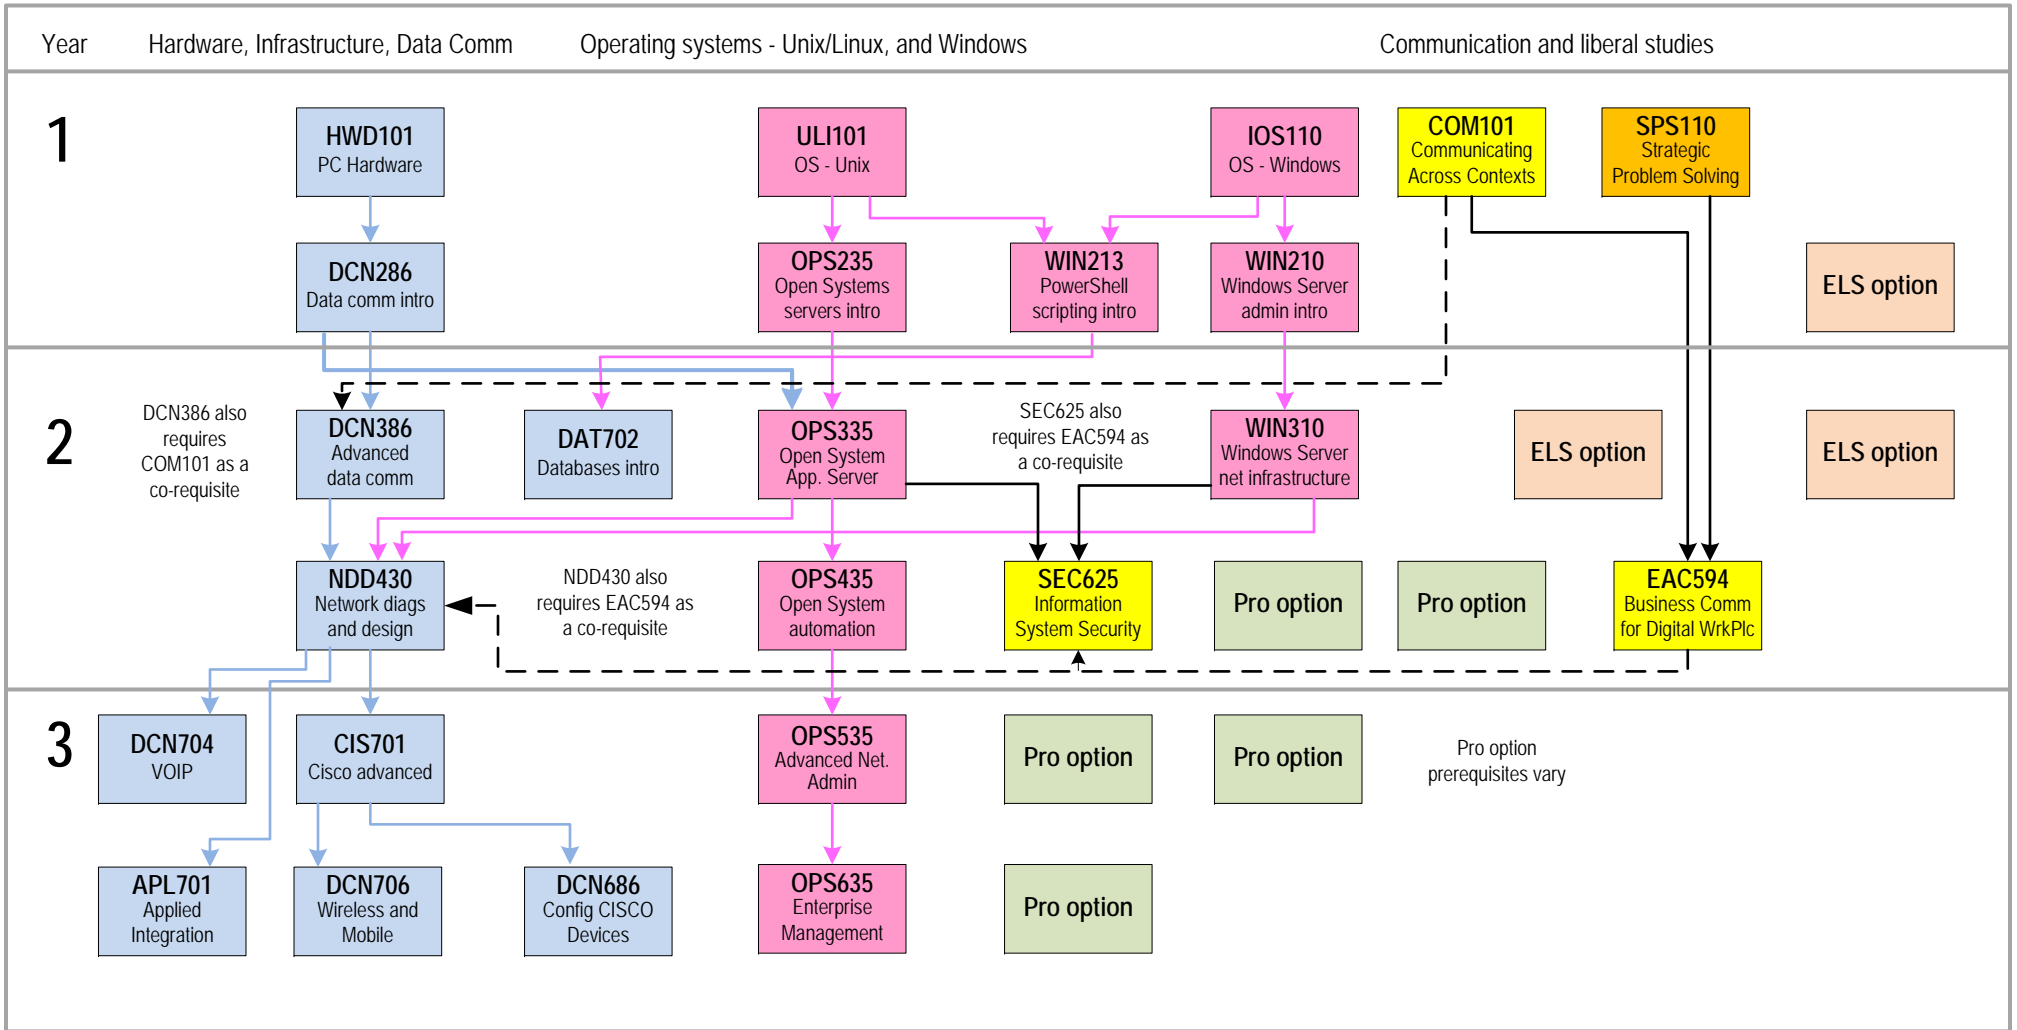 Year
Hardware, Infrastructure, Data Comm
Operating systems - Unix/Linux, and Windows
Communication and liberal studies
1
HWD101
PC Hardware
ULI101
OS - Unix
IOS110
OS - Windows
COM101
Communicating
Across Contexts
SPS110
Strategic
Problem Solving
DCN286
Data comm intro
OPS235
Open Systems
servers intro
WIN213
PowerShell
scripting intro
WIN210
Windows Server
admin intro
ELS option
2
DCN386 also
requires
COM101 as a
co-requisite
DCN386
Advanced
data comm
DAT702
Databases intro
OPS335
Open System
App. Server
SEC625 also
requires EAC594 as
a co-requisite
WIN310
Windows Server
net infrastructure
ELS option
ELS option
NDD430
Network diags
and design
NDD430 also
requires EAC594 as
a co-requisite
OPS435
Open System
automation
SEC625
Information
System Security
Pro option
Pro option
EAC594
Business Comm
for Digital WrkPlc
3
DCN704
VOIP
CIS701
Cisco advanced
OPS535
Advanced Net.
Admin
Pro option
Pro option
Pro option
prerequisites vary
APL701
Applied
Integration
DCN706
Wireless and
Mobile
DCN686
Config CISCO
Devices
OPS635
Enterprise
Management
Pro option